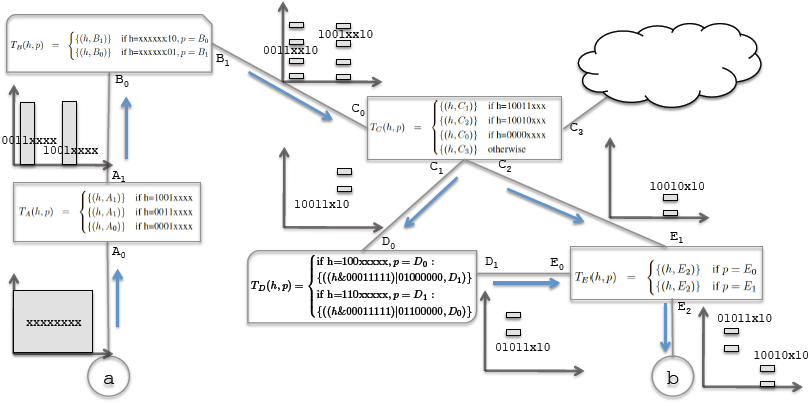 T_B(h, p) = { {(h, B_1)} if h=xxxxxx10, p = B_0
{(h, B_0)} if h=xxxxxx01, p = B_1
B_1
B_0
0011xx10
1001xx10
C_0
T_C(h, p) = { {(h, C_1)} if h=10011xxx
{(h, C_2)} if h=10010xxx
{(h, C_0)} if h=0000xxxx
{(h, C_3)} otherwise
C_3
C_1
C_2
0011xxxx
1001xxxx
A_1
T_A(h, p) = { {(h, A_1)} if h=1001xxxx
{(h, A_1)} if h=0011xxxx
{(h, A_0)} if h=0001xxxx
A_0
10011x10
10010x10
D_0
T_D(h, p) = { if h=100xxxxx, p = D_0 :
{((h&00011111)|01000000, D_1)}
if h=110xxxxx, p = D_1 :
{((h&00011111)|01100000, D_0)}
D_1
E_0
E_1
T_E(h, p) = { {(h, E_2)} if p = E_0
{(h, E_2)} if p = E_1
E_2
xxxxxxxx
01011x10
01011x10
10010x10
a
b